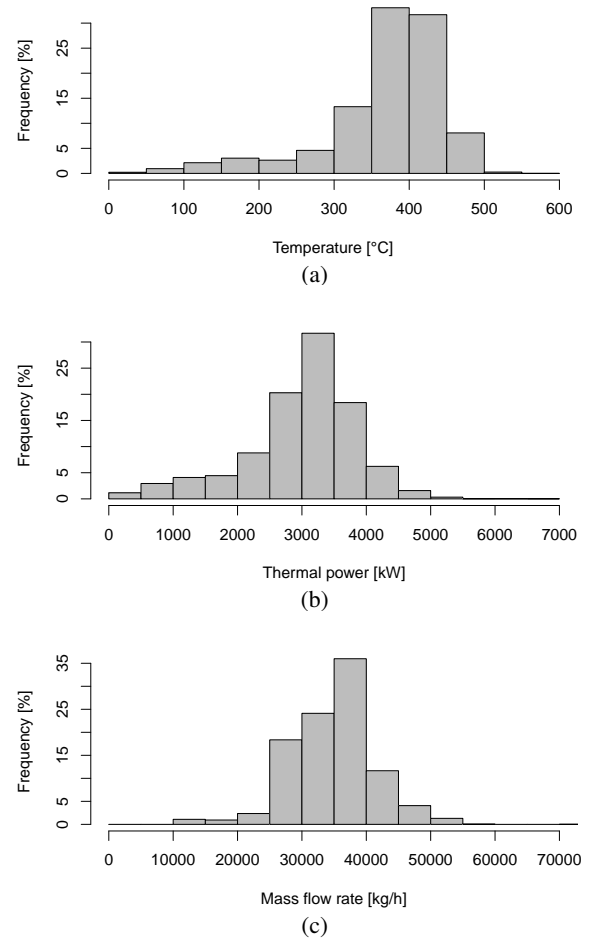 Frequency [%]
25
15
5
0
0 100 200 300 400 500 600
Temperature [°C]
(a)
Frequency [%]
25
15
5
0
0 1000 2000 3000 4000 5000 6000 7000
Thermal power [kW]
(b)
Frequency [%]
35
25
15
5
0
0 10000 20000 30000 40000 50000 60000 70000
Mass flow rate [kg/h]
(c)